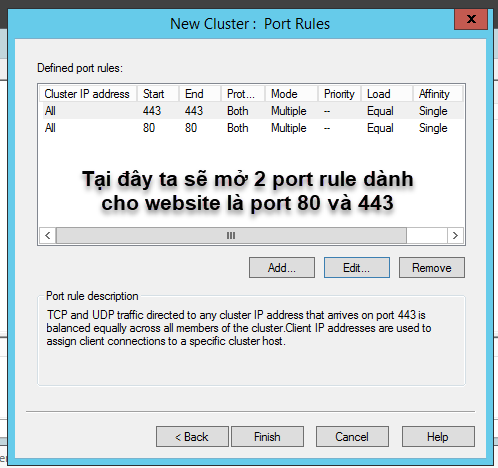 New Cluster : Port Rules
x
Defined port rules:
Cluster IP address Start End Prot... Mode Priority Load Affinity
All 443 443 Both Multiple -- Equal Single
All 80 80 Both Multiple -- Equal Single
Tại đây ta sẽ mở 2 port rule dành
cho website là port 80 và 443
Add... Edit... Remove
Port rule description
TCP and UDP traffic directed to any cluster IP address that arrives on port 443 is
balanced equally across all members of the cluster.Client IP addresses are used to
assign client connections to a specific cluster host.
< Back Finish Cancel Help